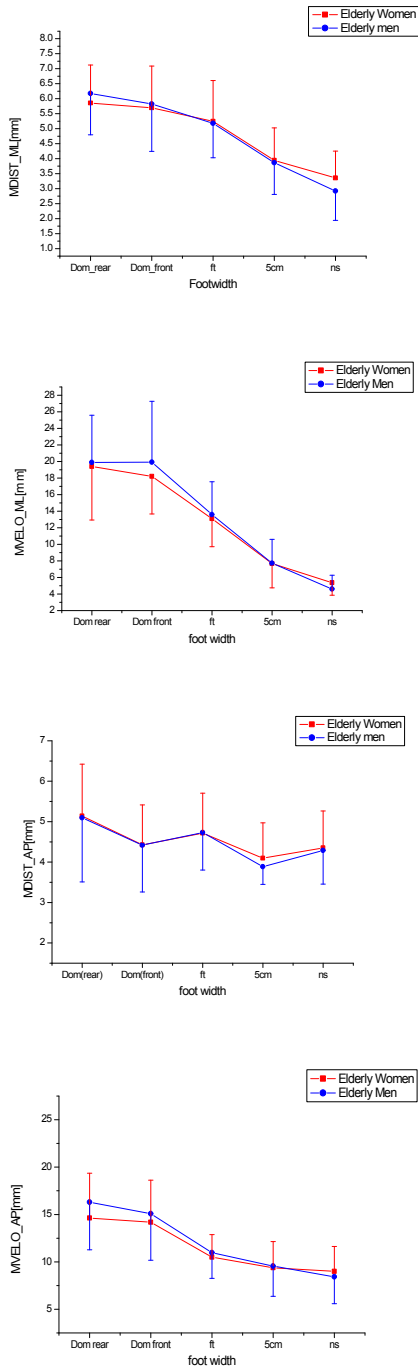 Elderly Women
Elderly men
8.0
7.5
7.0
6.5
6.0
5.5
5.0
4.5
4.0
3.5
3.0
2.5
2.0
1.5
1.0
MDIST_ML[mm]
Dom_rear Dom_front ft 5cm ns
Footwidth
Elderly Women
Elderly Men
28
26
24
22
20
18
16
14
12
10
8
6
4
2
MVELO_ML[mm]
Dom rear Dom front ft 5cm ns
foot width
Elderly Women
Elderly men
7
6
5
4
3
2
MDIST_AP[mm]
Dom(rear) Dom(front) ft 5cm ns
foot width
Elderly Women
Elderly Men
25
20
15
10
5
MVELO_AP[mm]
Dom rear Dom front ft 5cm ns
foot width